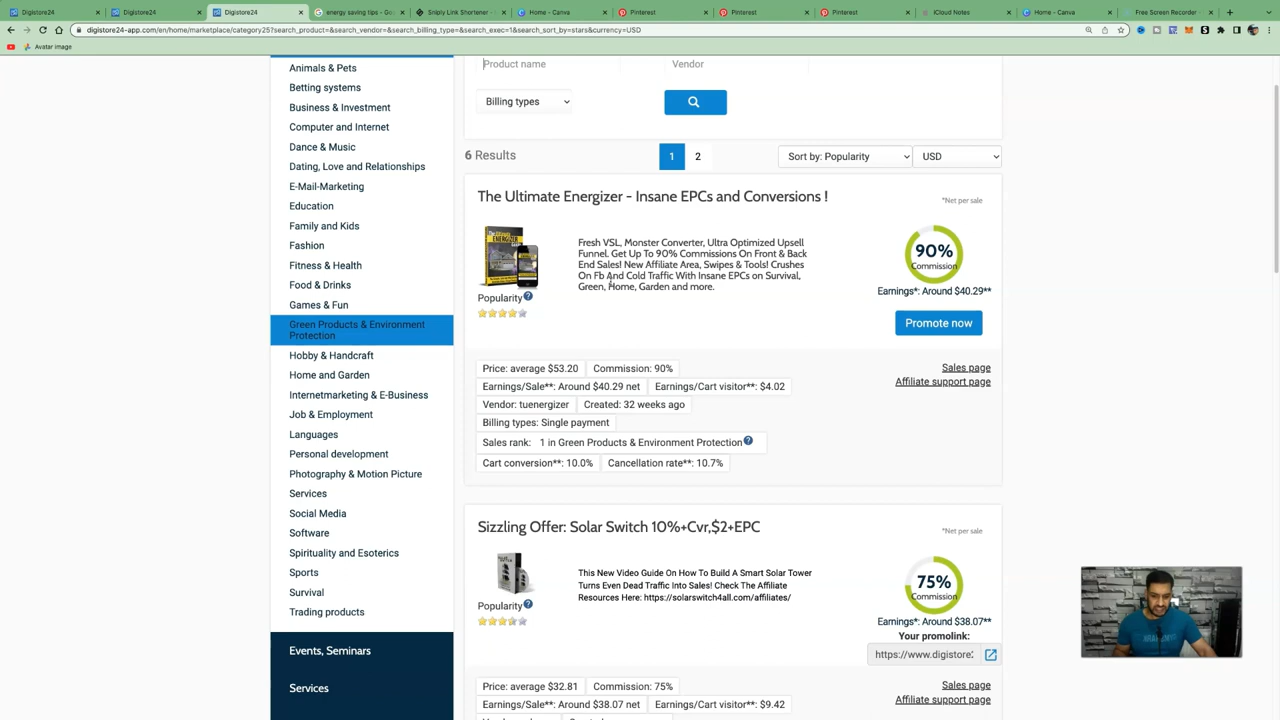 Digistore24
Digistore24
Digistore24
energy saving tips - Go
Sniply Link Shortener -
Home - Canva
Pinterest
Pinterest
Pinterest
iCloud Notes
Home - Canva
Free Screen Recorder -
digistore24-app.com/en/home/marketplace/category25?search_product=&search_vendor=&search_billing_type=&search_exec=1&search_sort_by=stars&currency=USD
Avatar image
Animals & Pets
Betting systems
Business & Investment
Computer and Internet
Dance & Music
Dating, Love and Relationships
E-Mail-Marketing
Education
Family and Kids
Fashion
Fitness & Health
Food & Drinks
Games & Fun
Green Products & Environment
Protection
Hobby & Handcraft
Home and Garden
Internetmarketing & E-Business
Job & Employment
Languages
Personal development
Photography & Motion Picture
Services
Social Media
Software
Spirituality and Esoterics
Sports
Survival
Trading products
Events, Seminars
Services
Product name
Vendor
Billing types
6 Results
1 2
Sort by: Popularity
USD
The Ultimate Energizer - Insane EPCs and Conversions !
*Net per sale
Fresh VSL, Monster Converter, Ultra Optimized Upsell
Funnel. Get Up To 90% Commissions On Front & Back
End Sales! New Affiliate Area, Swipes & Tools! Crushes
On Fb And Cold Traffic With Insane EPCs on Survival,
Green, Home, Garden and more.
Popularity
90%
Commission
Earnings*: Around $40.29**
Promote now
Price: average $53.20
Commission: 90%
Earnings/Sale**: Around $40.29 net
Earnings/Cart visitor**: $4.02
Vendor: tuenergizer
Created: 32 weeks ago
Billing types: Single payment
Sales rank: 1 in Green Products & Environment Protection
Cart conversion**: 10.0%
Cancellation rate**: 10.7%
Sales page
Affiliate support page
Sizzling Offer: Solar Switch 10%+Cvr,$2+EPC
*Net per sale
This New Video Guide On How To Build A Smart Solar Tower
Turns Even Dead Traffic Into Sales! Check The Affiliate
Resources Here: https://solarswitch4all.com/affiliates/
Popularity
75%
Commission
Earnings*: Around $38.07**
Your promolink:
https://www.digistore2
Price: average $32.81
Commission: 75%
Earnings/Sale**: Around $38.07 net
Earnings/Cart visitor**: $9.42
Sales page
Affiliate support page